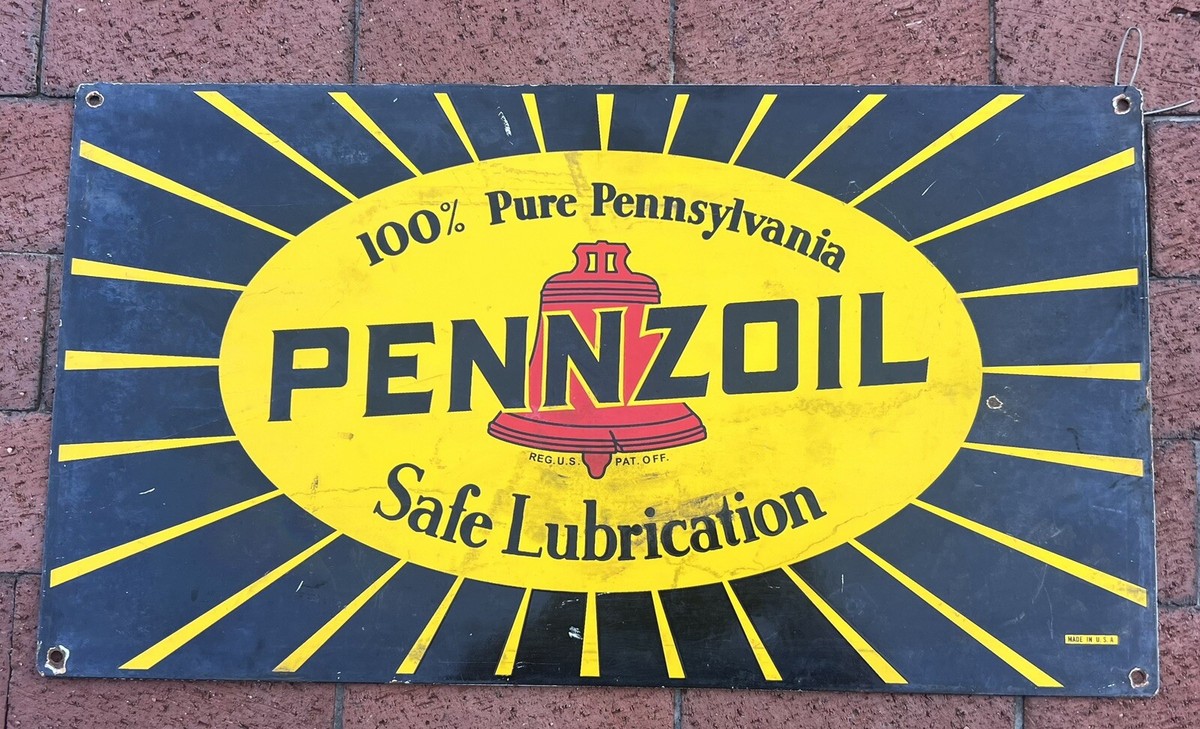 100% Pure Pennsylvania
PENNZOIL
REG.U.S. PAT. OFF.
Safe Lubrication
MADE IN U.S.A